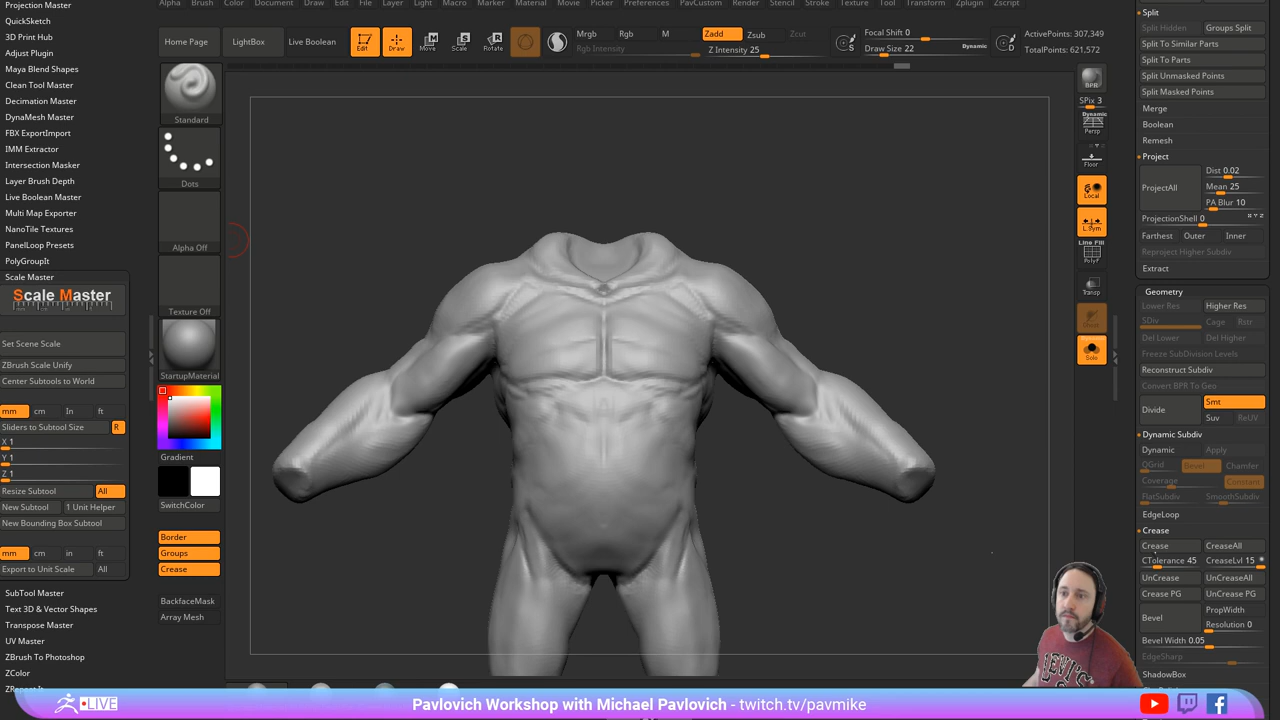 Alpha Brush Color Document Draw Edit File Layer Light Macro Marker Material Movie Picker Preferences PavCustom Render Stencil Stroke Texture Tool Transform Zplugin Zscript
Projection Master
QuickSketch
3D Print Hub
Adjust Plugin
Maya Blend Shapes
Clean Tool Master
Decimation Master
DynaMesh Master
FBX ExportImport
IMM Extractor
Intersection Masker
Layer Brush Depth
Live Boolean Master
Multi Map Exporter
NanoTile Textures
PanelLoop Presets
PolyGroupIt
Scale Master
Scale Master
Set Scene Scale
ZBrush Scale Unify
Center Subtools to World
mm cm In ft
Sliders to Subtool Size R
X 1
Y 1
Z 1
Resize Subtool All
New Subtool 1 Unit Helper
New Bounding Box Subtool
mm cm in ft
Export to Unit Scale All
SubTool Master
Text 3D & Vector Shapes
Transpose Master
UV Master
ZBrush To Photoshop
ZColor
Home Page LightBox Live Boolean
Edit Draw Move Scale Rotate
Mrgb Rgb M
Rgb Intensity
Zadd Zsub Zcut
Z Intensity 25
S
Focal Shift 0
Draw Size 22 Dynamic
D
ActivePoints: 307,349
TotalPoints: 621,572
Standard
Dots
Alpha Off
Texture Off
StartupMaterial
Gradient
SwitchColor
Border
Groups
Crease
BackfaceMask
Array Mesh
BPR
SPix 3
Dynamic
Persp
Floor
Local
L.Sym
Line Fill
PolyF
Transp
Solo
Split
Split Hidden Groups Split
Split To Similar Parts
Split To Parts
Split Unmasked Points
Split Masked Points
Merge
Boolean
Remesh
Project
ProjectAll
Dist 0.02
Mean 25
PA Blur 10
ProjectionShell 0
Farthest Outer Inner
Reproject Higher Subdiv
Extract
Geometry
Lower Res Higher Res
SDiv Cage Rstr
Del Lower Del Higher
Freeze SubDivision Levels
Reconstruct Subdiv
Convert BPR To Geo
Divide
Smt
Suv ReUV
Dynamic Subdiv
Dynamic Apply
QGrid Bevel Chamfer
Coverage Constant
FlatSubdiv SmoothSubdiv
EdgeLoop
Crease
Crease CreaseAll
CTolerance 45 CreaseLvl 15
UnCrease UnCreaseAll
Crease PG UnCrease PG
Bevel
PropWidth
Resolution 0
Bevel Width 0.05
EdgeSharp
ShadowBox
LIVE
Pavlovich Workshop with Michael Pavlovich - twitch.tv/pavmike